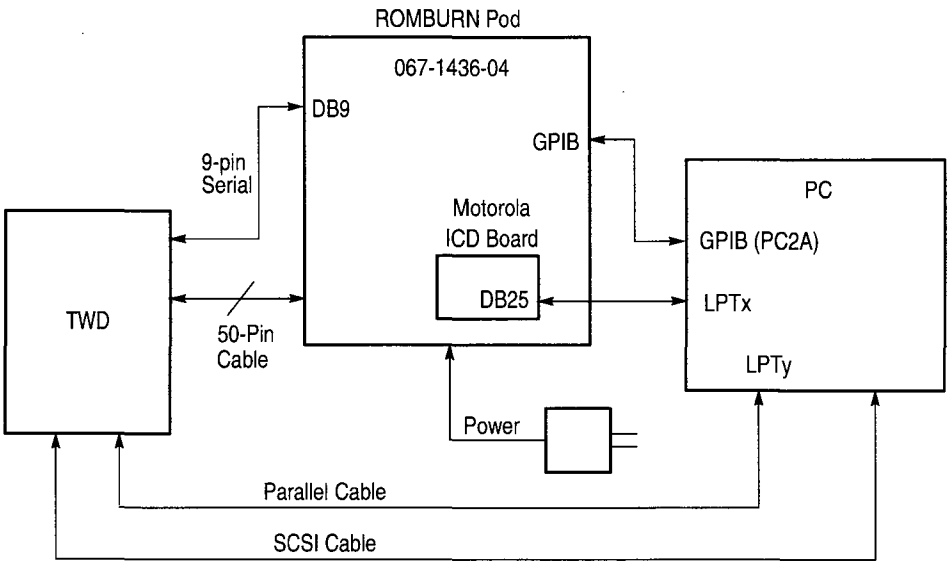 ROMBURN Pod
067-1436-04
DB9
GPIB
9-pin
Serial
PC
Motorola
ICD Board
GPIB (PC2A)
DB25
LPTx
TWD
50-Pin
Cable
LPTy
Power
Parallel Cable
SCSI Cable